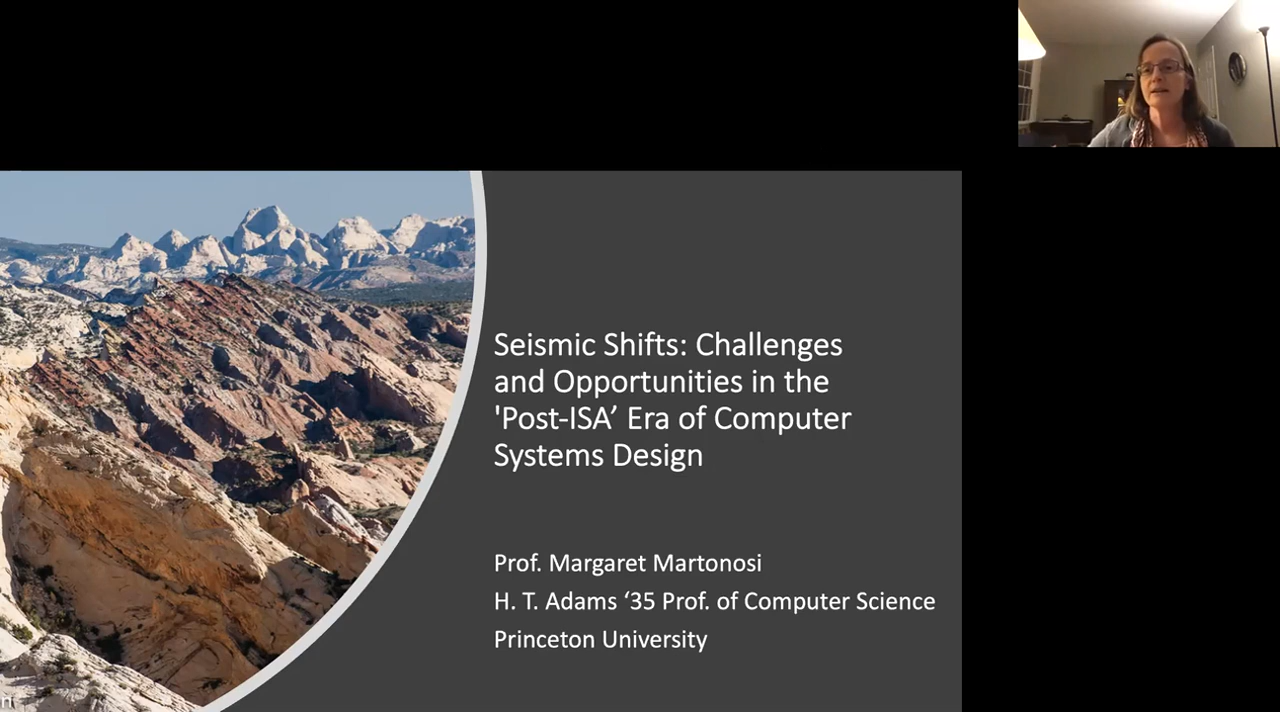 Seismic Shifts: Challenges
and Opportunities in the
'Post-ISA’ Era of Computer
Systems Design
Prof. Margaret Martonosi
H. T. Adams ‘35 Prof. of Computer Science
Princeton University
n